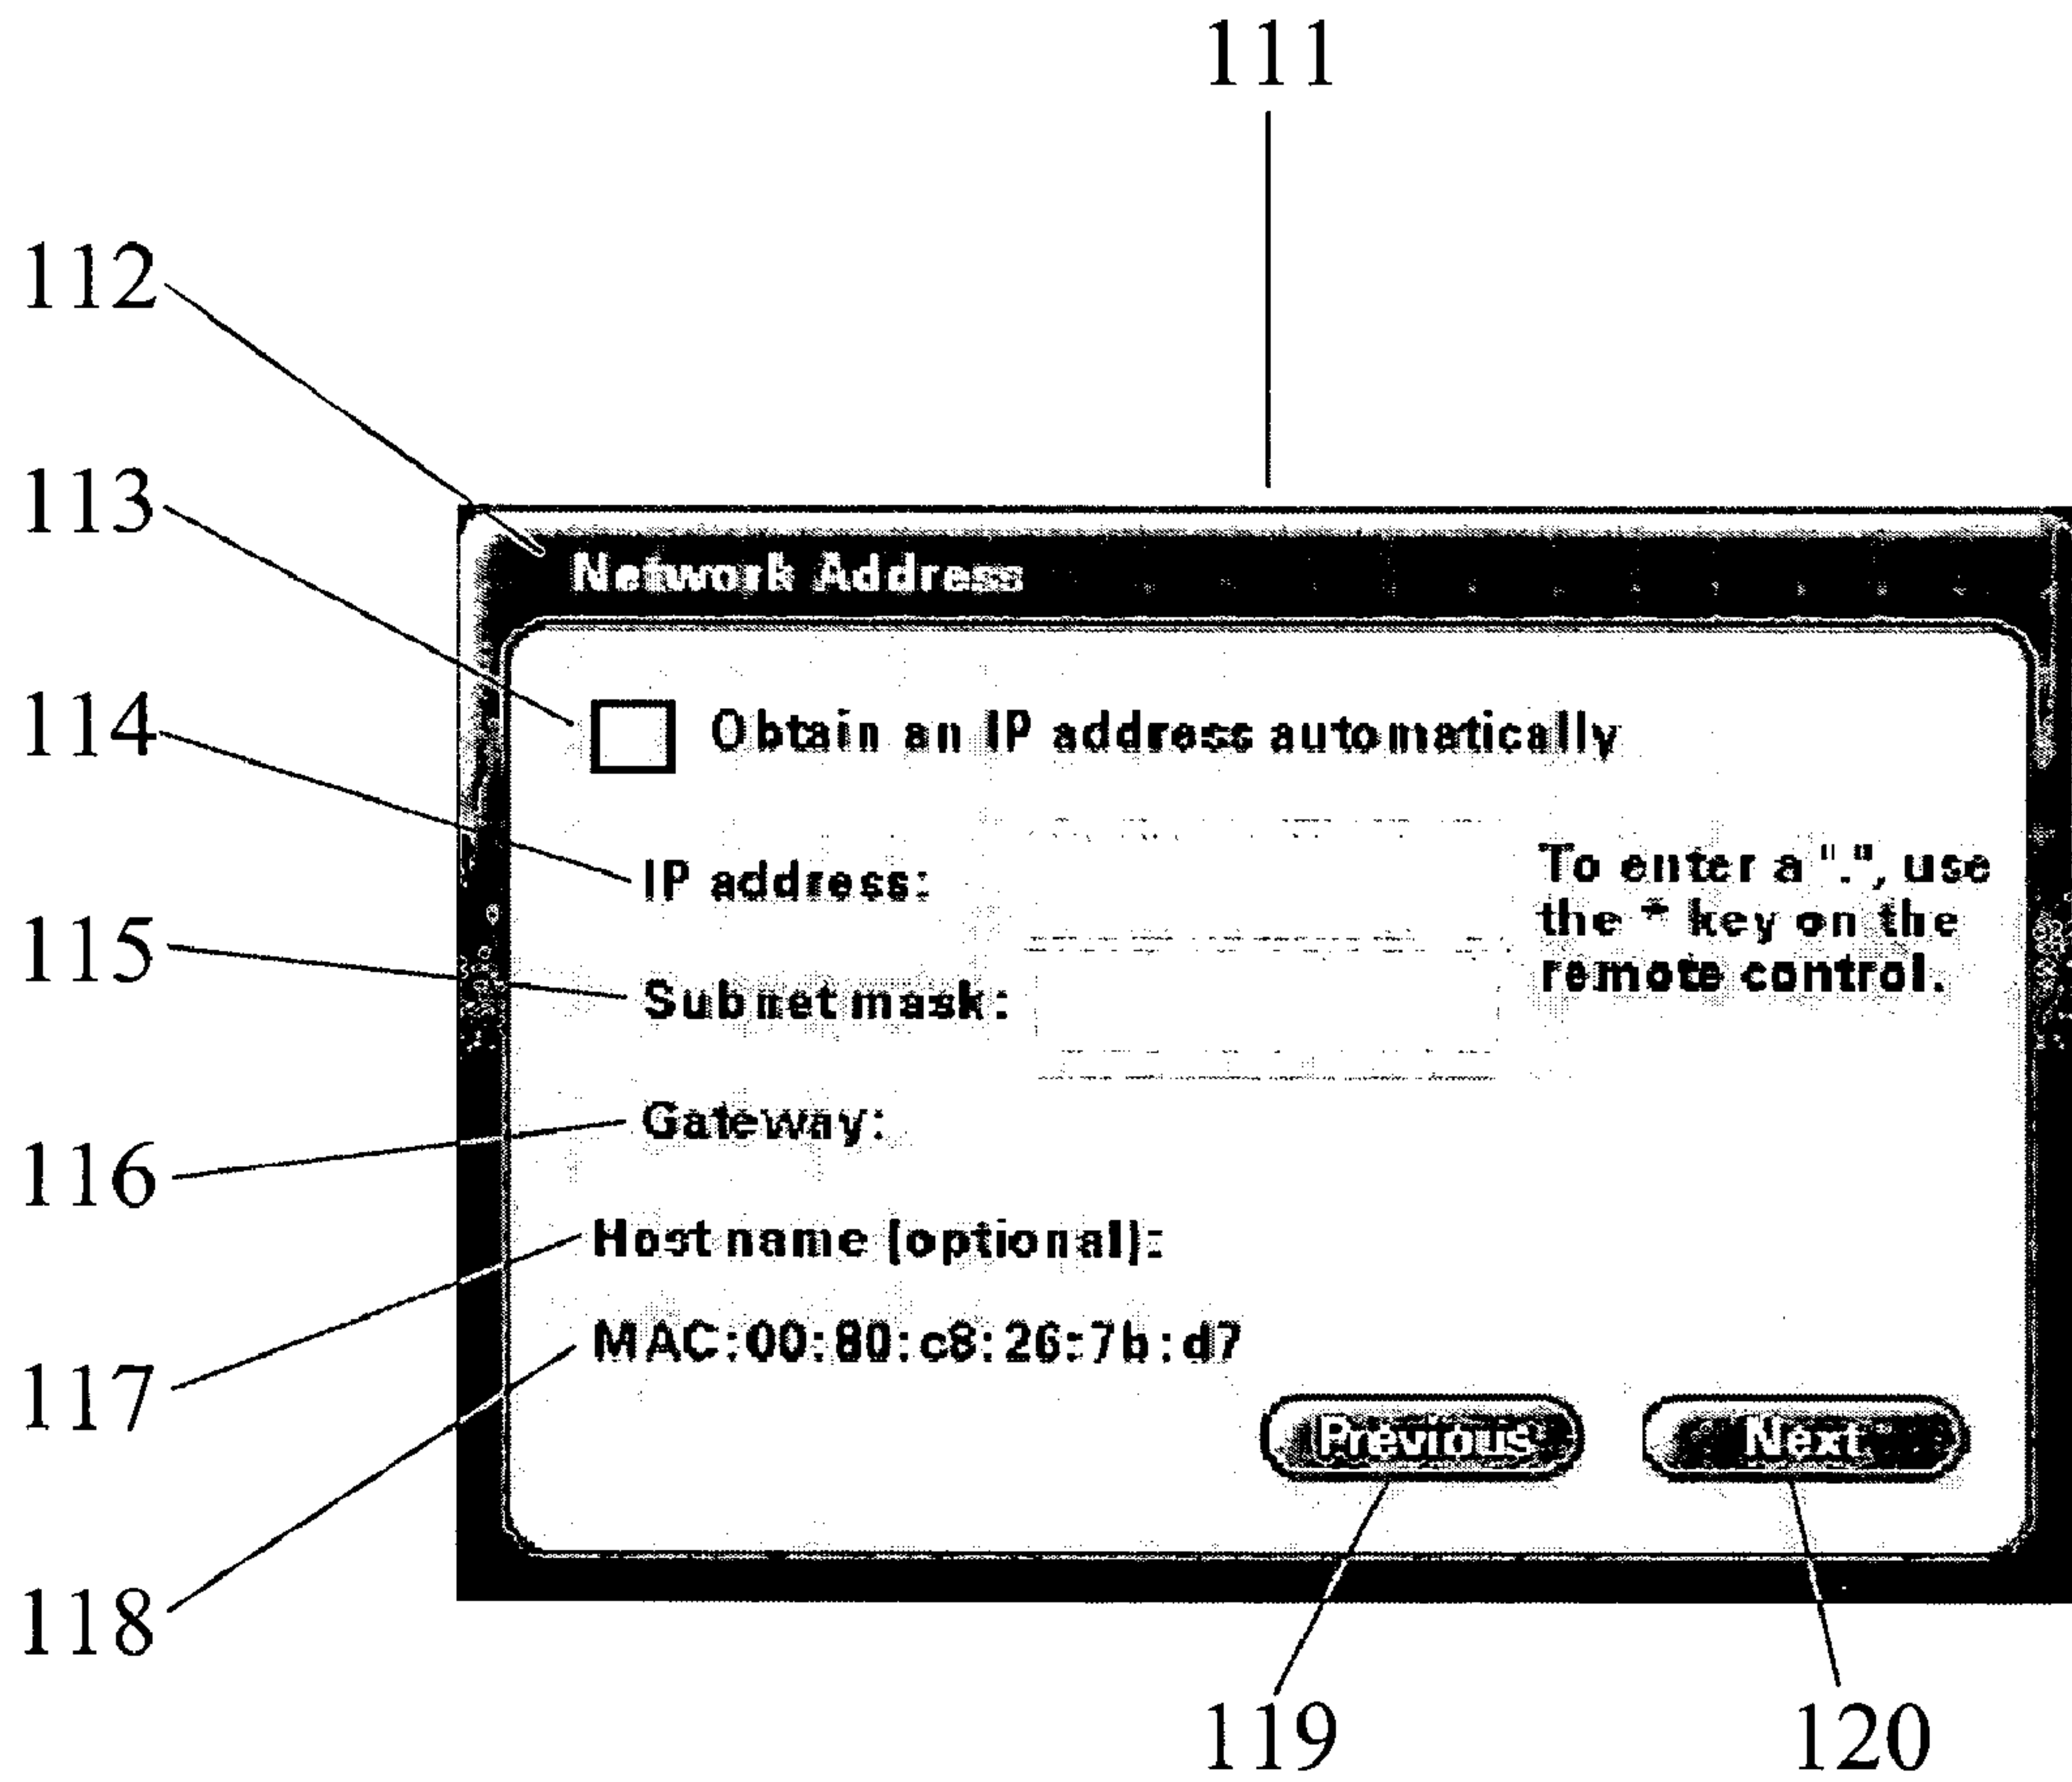 111
112
113
114
115
116
117
118
Network Address
Obtain an IP address automatically
IP address:
To enter a ".", use
the * key on the
remote control.
Subnet mask:
Gateway:
Host name (optional):
MAC:00:80:c8:26:7b:d7
Previous
Next
119
120